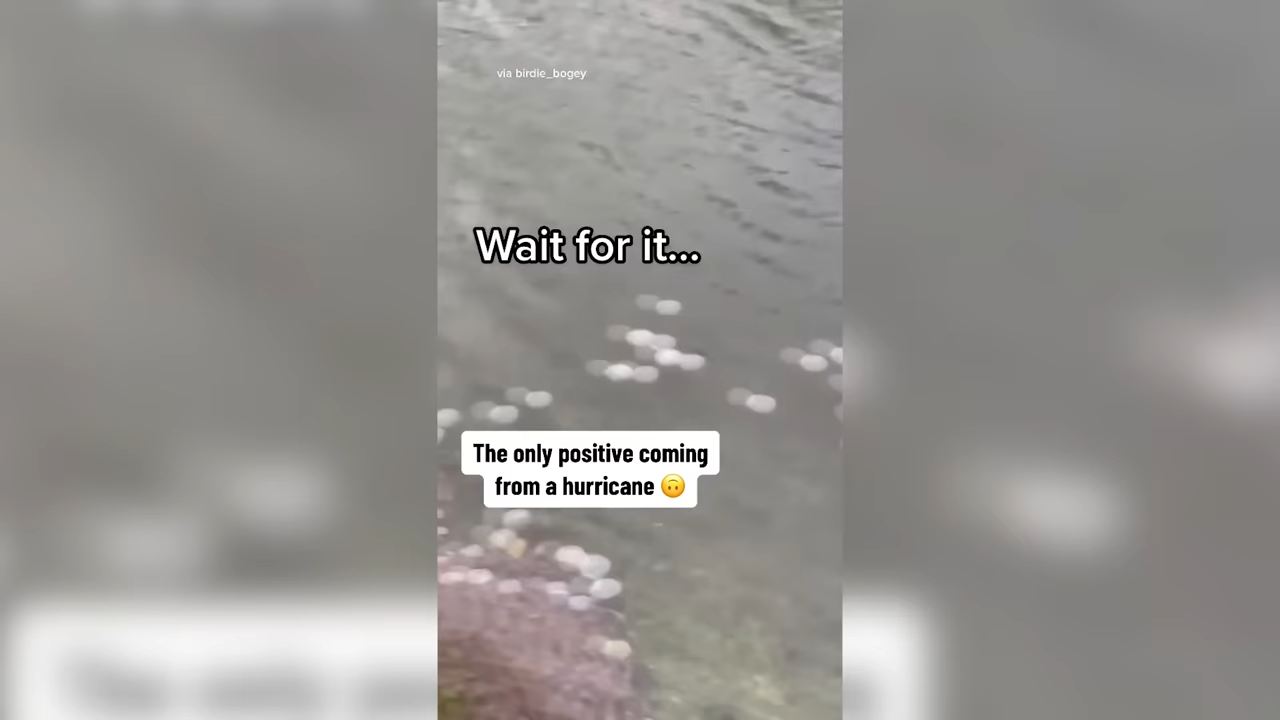 via birdie_bogey
Wait for it...
The only positive coming
from a hurricane 🙃